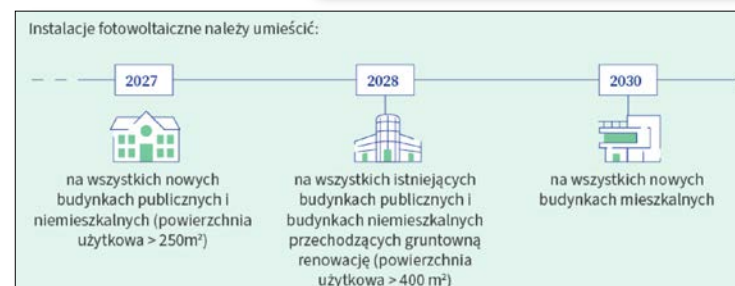 Instalacje fotowoltaiczne należy umieścić:
2027
2028
2030
na wszystkich nowych
budynkach publicznych i
niemieszkalnych (powierzchnia
użytkowa > 250m²)
na wszystkich istniejących
budynkach publicznych i
budynkach niemieszkalnych
przechodzących gruntowną
renowację (powierzchnia
użytkowa > 400 m²)
na wszystkich nowych
budynkach mieszkalnych